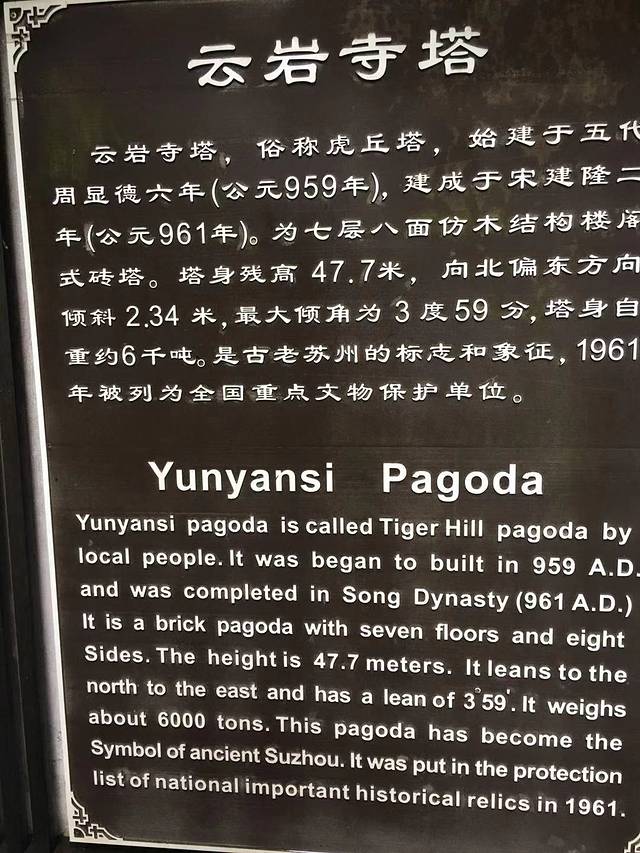 云岩寺塔
云岩寺塔，俗称虎丘塔，始建于五代
周显德六年(公元959年)，建成于宋建隆二
年(公元961年)。为七层八面仿木结构楼阁
式砖塔。塔身残高 47.7米，向北偏东方向
倾斜 2.34 米,最大倾角为 3 度 59 分,塔身自
重约6千吨。是古老苏州的标志和象征,1961
年被列为全国重点文物保护单位。
Yunyansi Pagoda
Yunyansi pagoda is called Tiger Hill pagoda by
local people. It was began to built in 959 A.D.
and was completed in Song Dynasty (961 A.D.)
It is a brick pagoda with seven floors and eight
Sides. The height is 47.7 meters. It leans to the
north to the east and has a lean of 3°59'. It weighs
about 6000 tons. This pagoda has become the
Symbol of ancient Suzhou. It was put in the protection
list of national important historical relics in 1961.